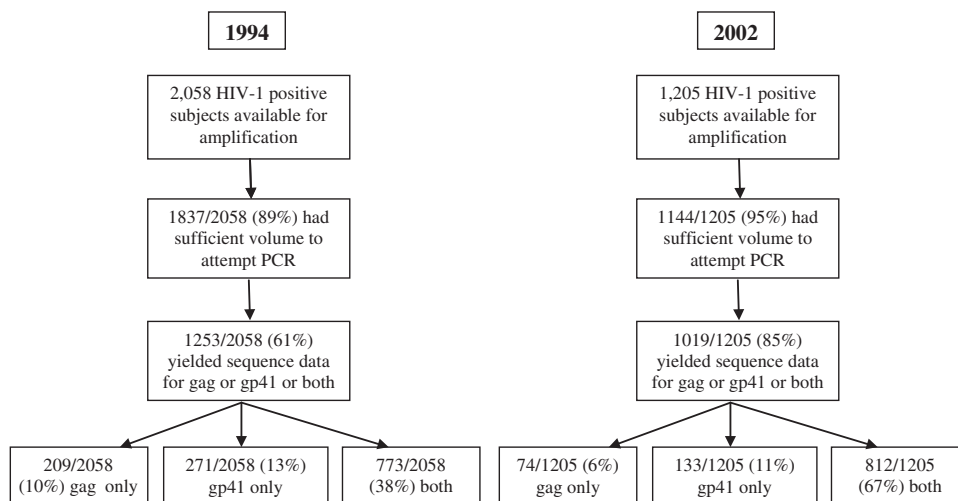 1994
2,058 HIV-1 positive
subjects available for
amplification
1837/2058 (89%) had
sufficient volume to
attempt PCR
1253/2058 (61%)
yielded sequence data
for gag or gp41 or both
209/2058
(10%) gag only
271/2058 (13%)
gp41 only
773/2058
(38%) both
2002
1,205 HIV-1 positive
subjects available for
amplification
1144/1205 (95%) had
sufficient volume to
attempt PCR
1019/1205 (85%)
yielded sequence data
for gag or gp41 or both
74/1205 (6%)
gag only
133/1205 (11%)
gp41 only
812/1205
(67%) both